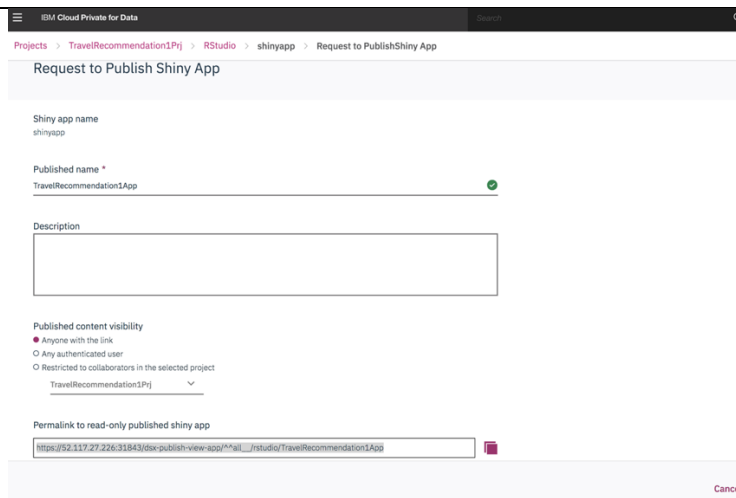 IBM Cloud Private for Data
Search
Projects > TravelRecommendation1Prj > RStudio > shinyapp > Request to PublishShiny App
Request to Publish Shiny App
Shiny app name
shinyapp
Published name *
TravelRecommendation1App
Description
Published content visibility
Anyone with the link
Any authenticated user
Restricted to collaborators in the selected project
TravelRecommendation1Prj
Permalink to read-only published shiny app
https://52.117.27.226:31843/dsx-publish-view-app/^^all__/rstudio/TravelRecommendation1App